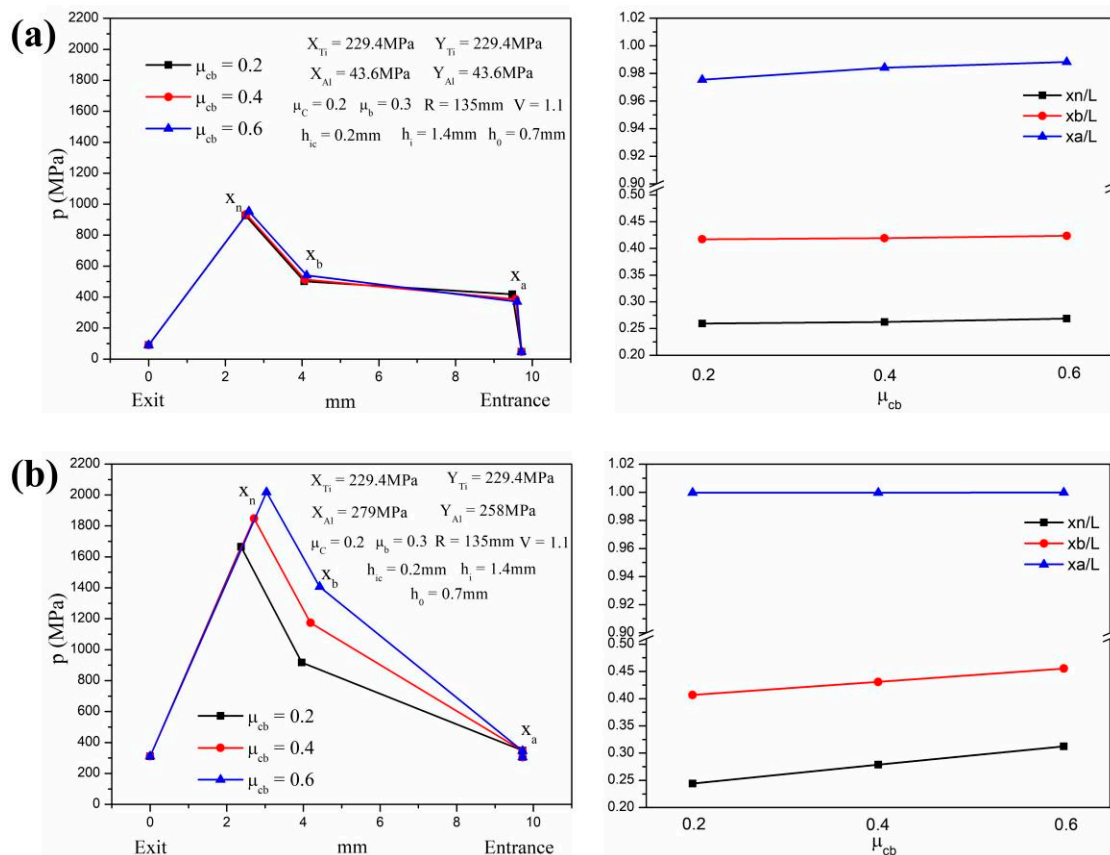 (a)
2200
2000
1800
1600
1400
1200
1000
800
600
400
200
0
p (MPa)
μcb = 0.2
μcb = 0.4
μcb = 0.6
XTi = 229.4MPa YTi = 229.4MPa
XAl = 43.6MPa YAl = 43.6MPa
μC = 0.2 μb = 0.3 R = 135mm V = 1.1
hic = 0.2mm hi = 1.4mm h0 = 0.7mm
xn
xb
xa
0 2 4 6 8 10
Exit mm Entrance
1.02
1.00
0.98
0.96
0.94
0.92
0.90
0.45
0.40
0.35
0.30
0.25
0.20
xn/L
xb/L
xa/L
0.2 0.4 0.6
μcb
(b)
2200
2000
1800
1600
1400
1200
1000
800
600
400
200
0
p (MPa)
XTi = 229.4MPa YTi = 229.4MPa
XAl = 279MPa YAl = 258MPa
μC = 0.2 μb = 0.3 R = 135mm V = 1.1
hic = 0.2mm hi = 1.4mm
h0 = 0.7mm
xn
xb
xa
μcb = 0.2
μcb = 0.4
μcb = 0.6
0 2 4 6 8 10
Exit mm Entrance
1.02
1.00
0.98
0.96
0.94
0.92
0.90
0.50
0.45
0.40
0.35
0.30
0.25
0.20
xn/L
xb/L
xa/L
0.2 0.4 0.6
μcb